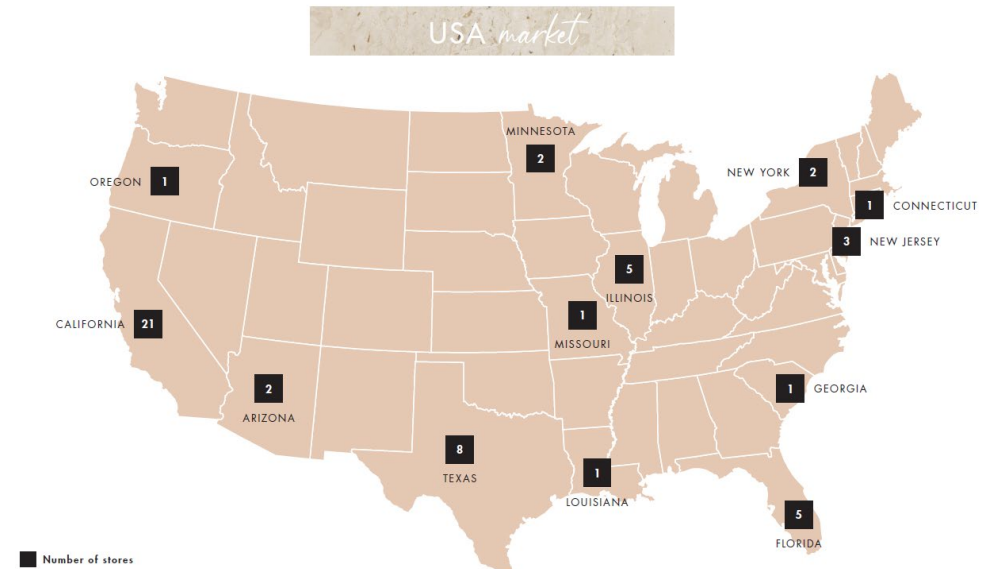 USA market
MINNESOTA
2
OREGON 1
NEW YORK 2
1 CONNECTICUT
3 NEW JERSEY
5
ILLINOIS
CALIFORNIA 21
1
MISSOURI
2
ARIZONA
1 GEORGIA
8
TEXAS
1
LOUISIANA
5
FLORIDA
Number of stores